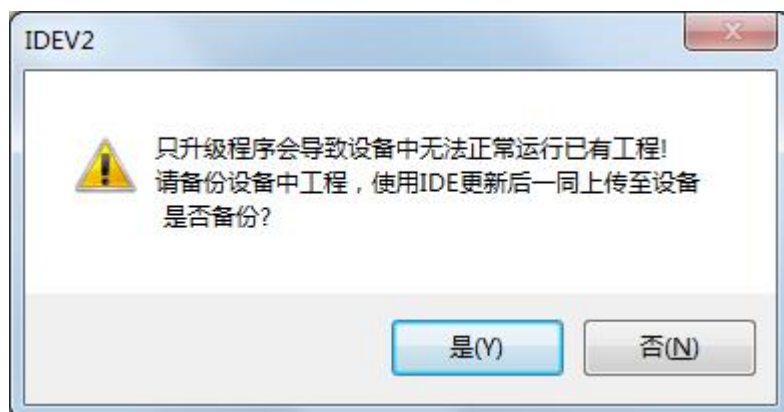 IDEV2
只升级程序会导致设备中无法正常运行已有工程!
请备份设备中工程，使用IDE更新后一同上传至设备
是否备份?
是(Y)
否(N)